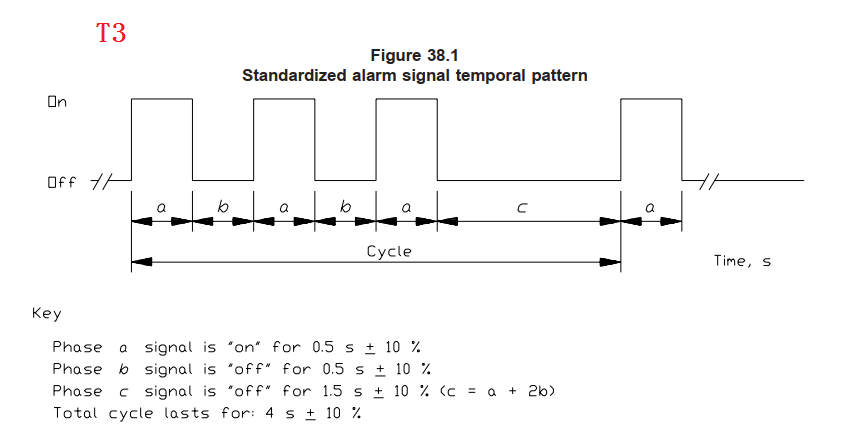 T3
Figure 38.1
Standardized alarm signal temporal pattern
On
Off
a b a b a c a
Cycle
Time, s
Key
Phase a signal is "on" for 0.5 s ± 10 %
Phase b signal is "off" for 0.5 s ± 10 %
Phase c signal is "off" for 1.5 s ± 10 % (c = a + 2b)
Total cycle lasts for: 4 s ± 10 %